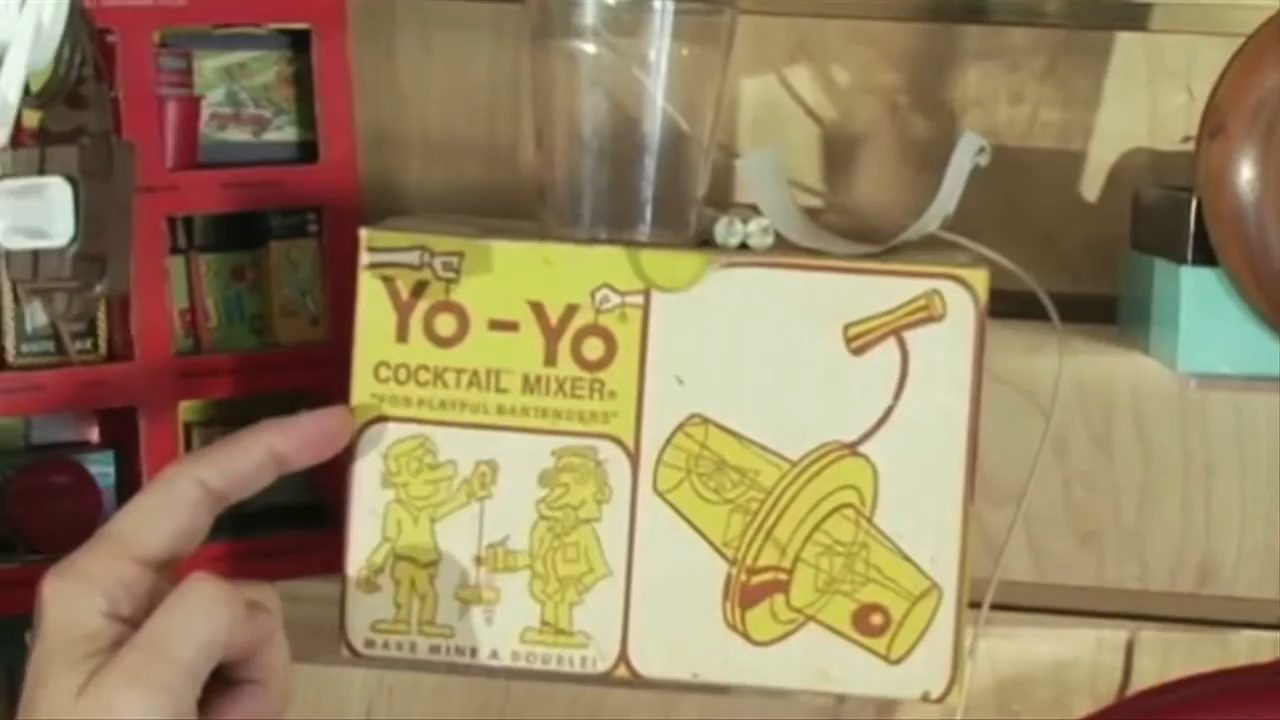 Yo-Yo
COCKTAIL MIXER®
"FOR PLAYFUL BARTENDERS"
MAKE MINE A DOUBLE!